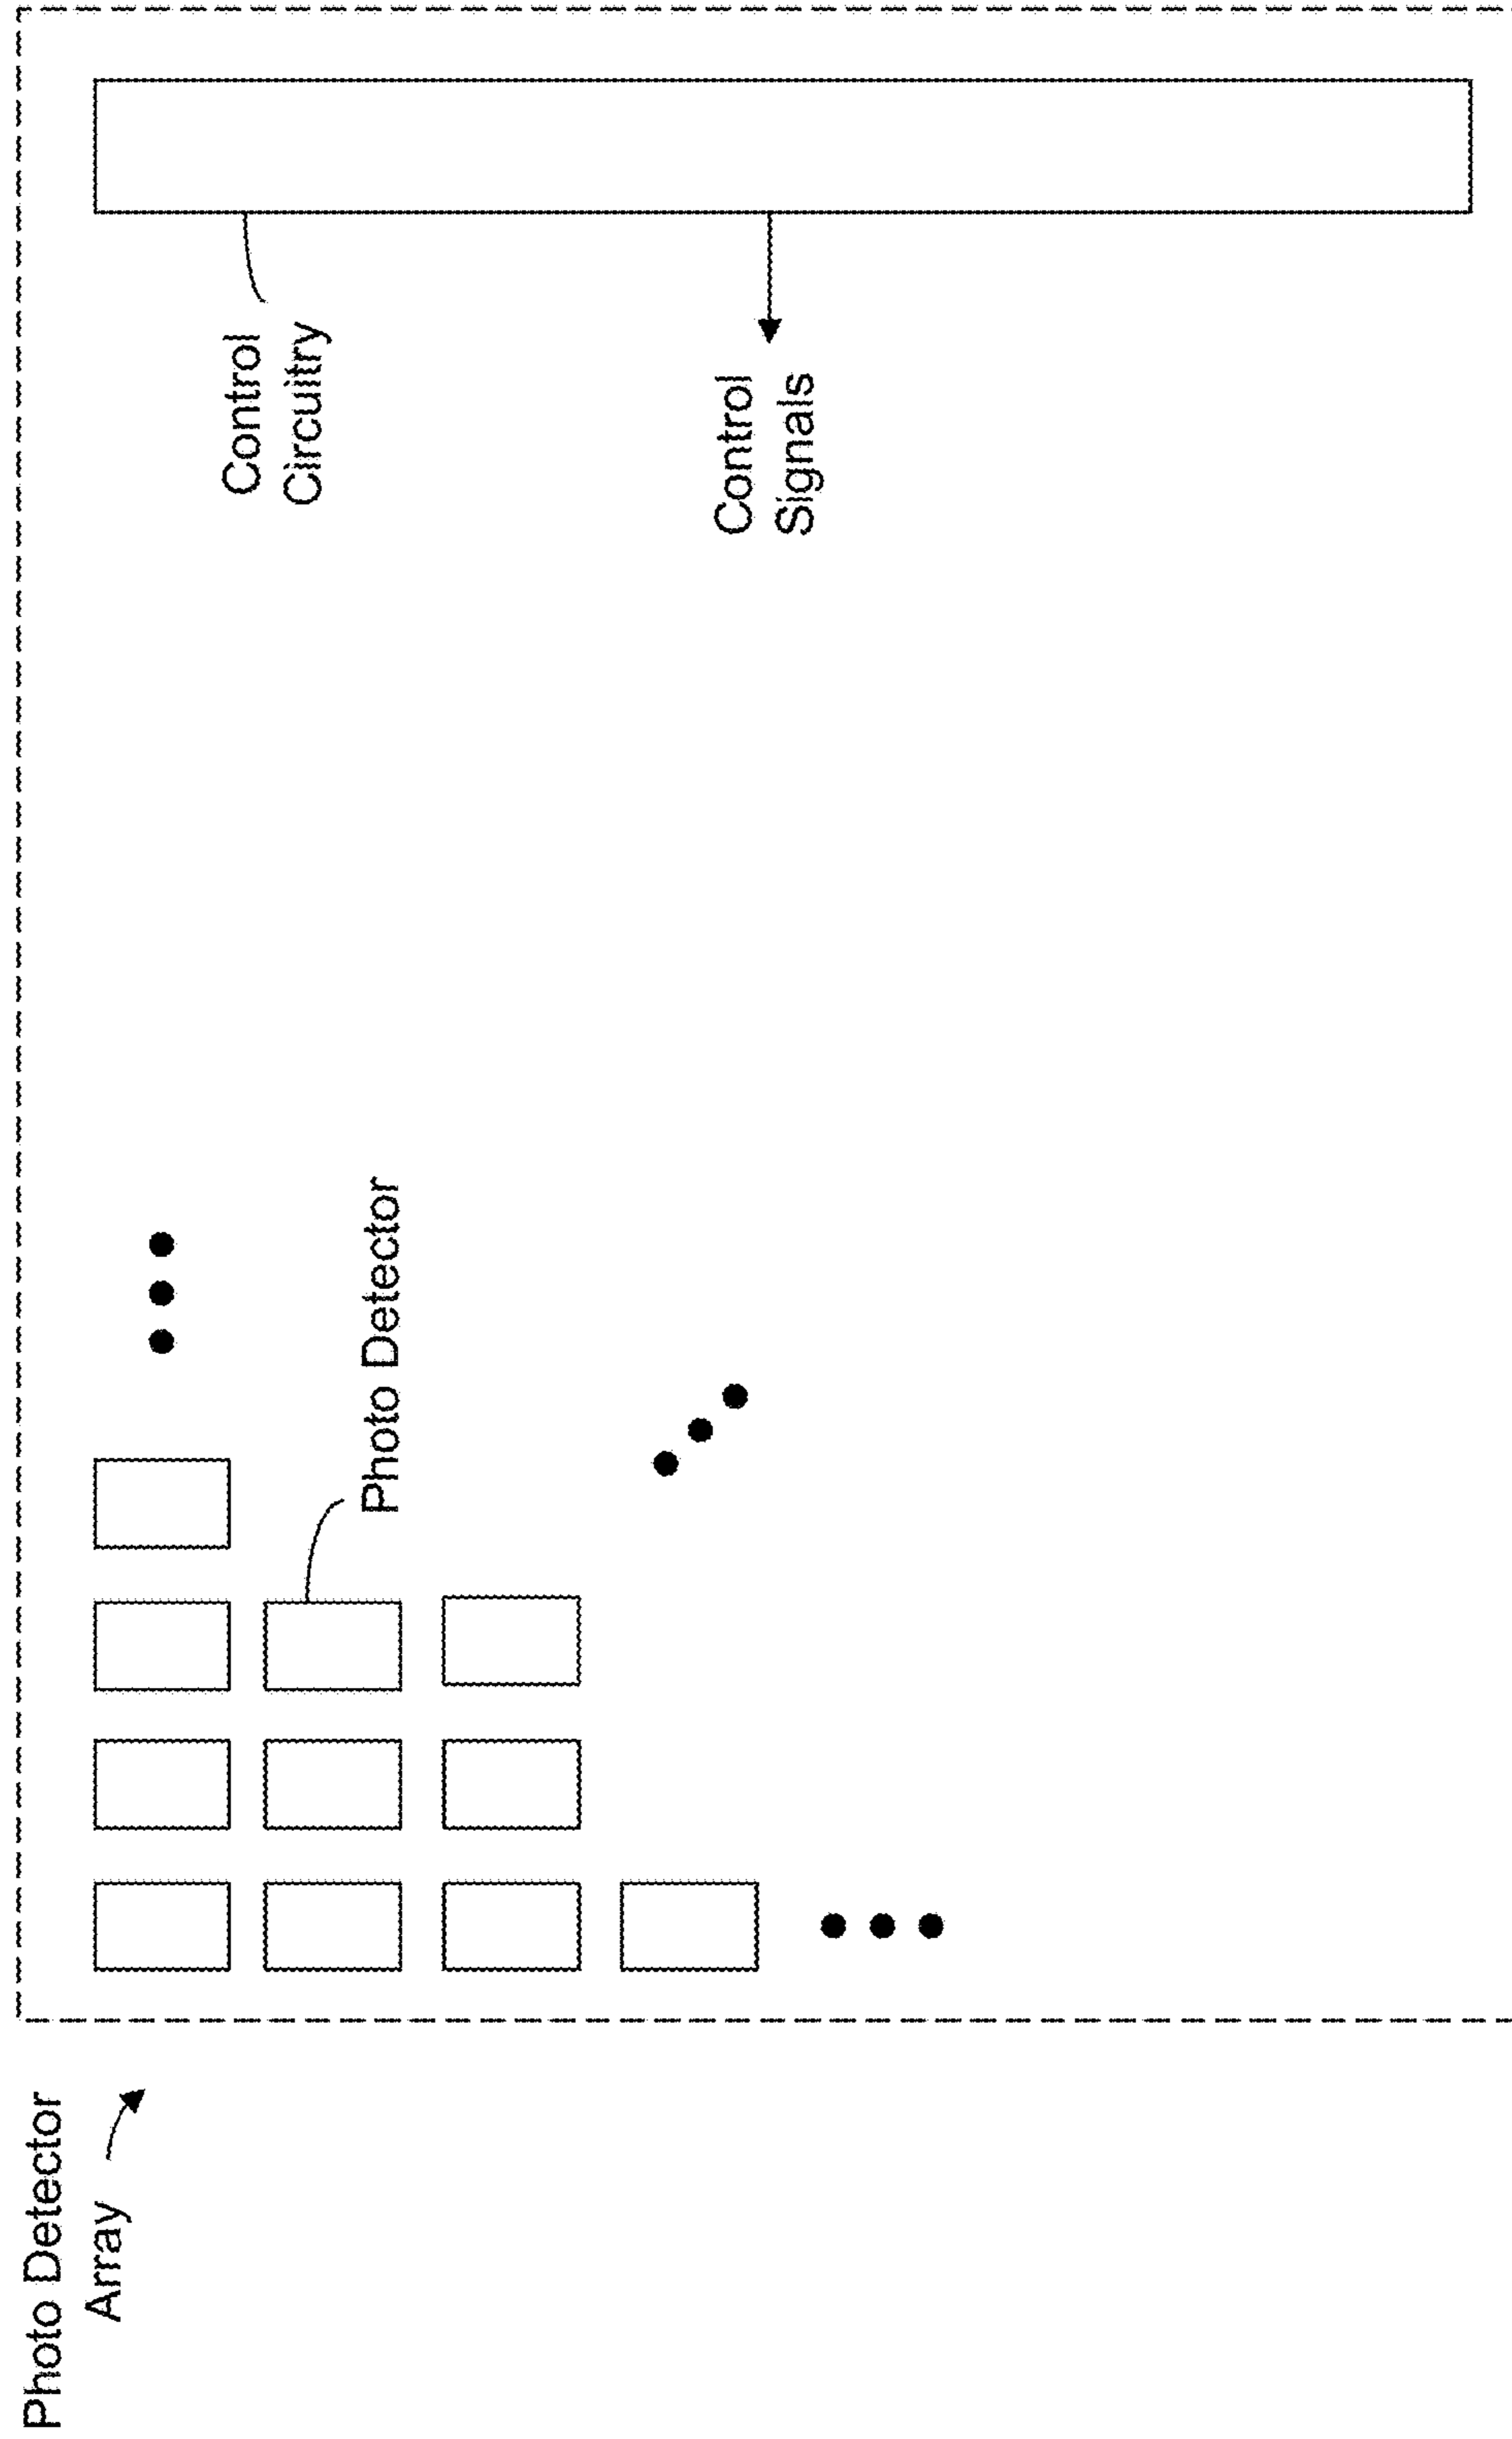 Photo Detector
Array
Photo Detector
Control
Circuitry
Control
Signals